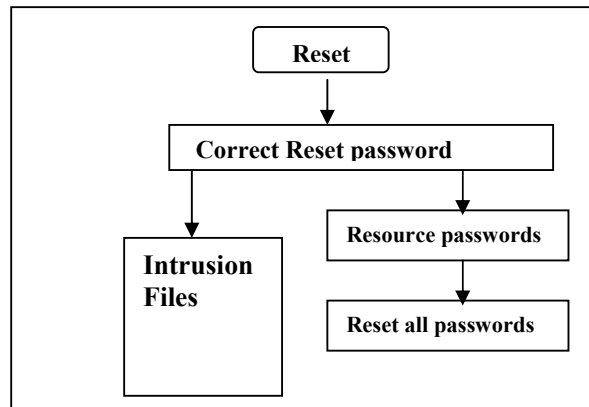 Reset
Correct Reset password
Resource passwords
Intrusion
Files
Reset all passwords